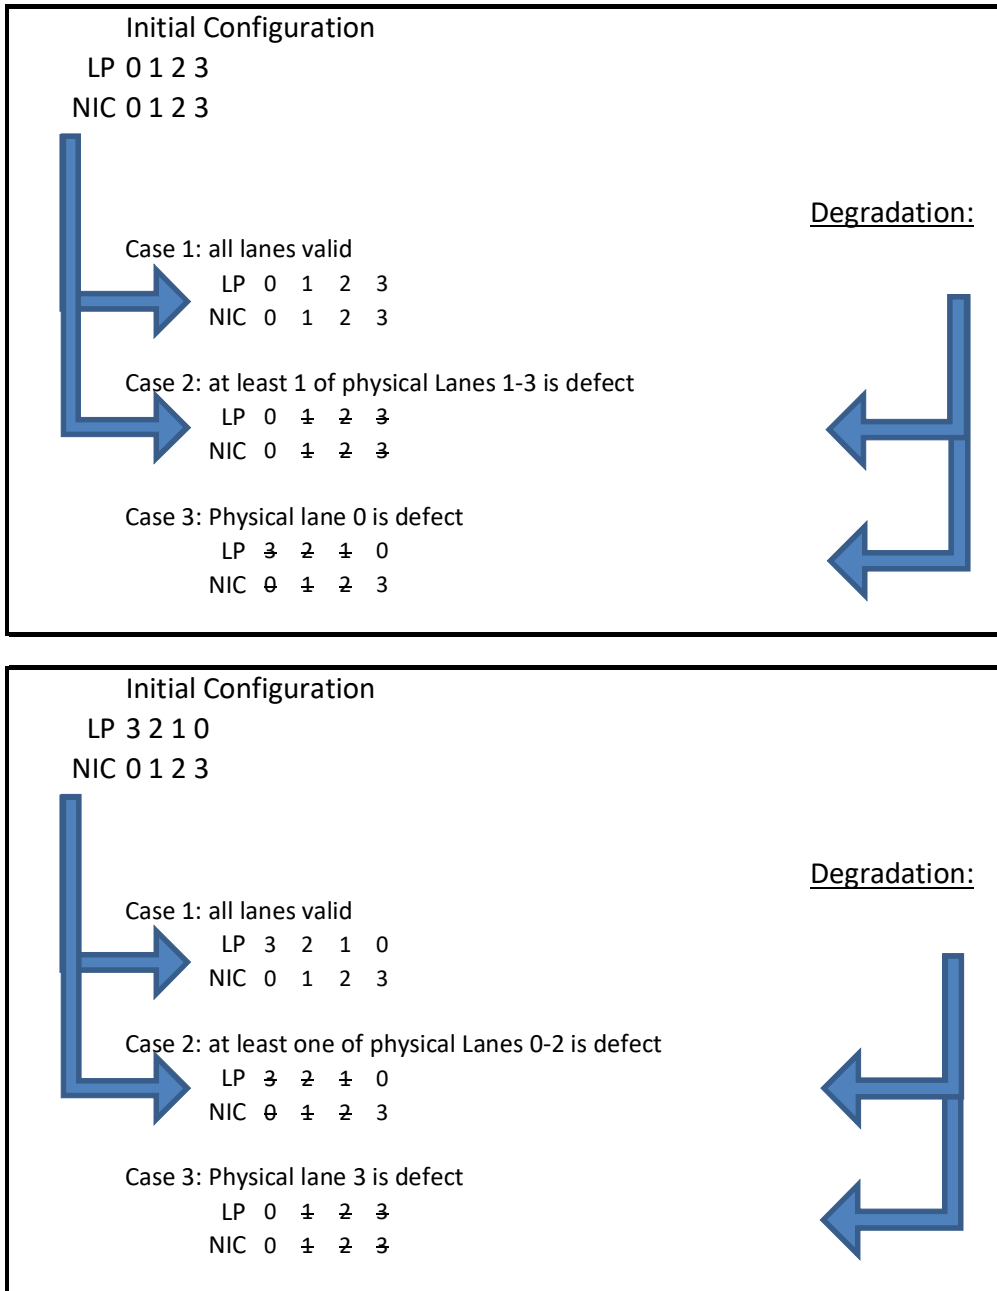 Initial Configuration
LP 0 1 2 3
NIC 0 1 2 3
Degradation:
Case 1: all lanes valid
LP 0 1 2 3
NIC 0 1 2 3
Case 2: at least 1 of physical Lanes 1-3 is defect
LP 0 1 2 3
NIC 0 1 2 3
Case 3: Physical lane 0 is defect
LP 3 2 1 0
NIC 0 1 2 3
Initial Configuration
LP 3 2 1 0
NIC 0 1 2 3
Degradation:
Case 1: all lanes valid
LP 3 2 1 0
NIC 0 1 2 3
Case 2: at least one of physical Lanes 0-2 is defect
LP 3 2 1 0
NIC 0 1 2 3
Case 3: Physical lane 3 is defect
LP 0 1 2 3
NIC 0 1 2 3